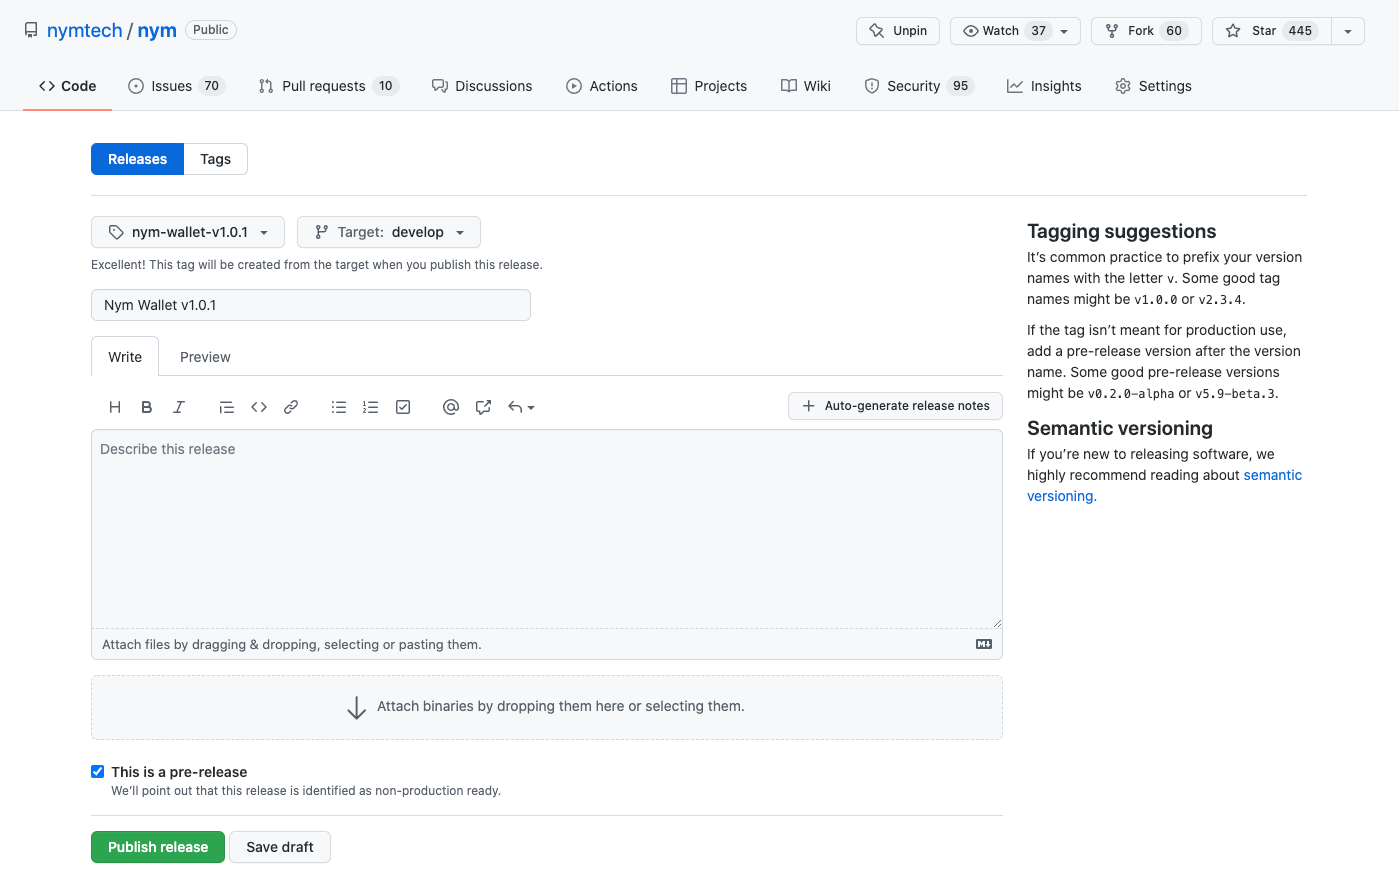 nymtech / nym Public
Unpin
Watch 37
Fork 60
Star 445
Code
Issues 70
Pull requests 10
Discussions
Actions
Projects
Wiki
Security 95
Insights
Settings
Releases
Tags
nym-wallet-v1.0.1
Target: develop
Excellent! This tag will be created from the target when you publish this release.
Nym Wallet v1.0.1
Write
Preview
Auto-generate release notes
Describe this release
Attach files by dragging & dropping, selecting or pasting them.
Attach binaries by dropping them here or selecting them.
This is a pre-release
We’ll point out that this release is identified as non-production ready.
Publish release
Save draft
Tagging suggestions
It’s common practice to prefix your version
names with the letter v. Some good tag
names might be v1.0.0 or v2.3.4.
If the tag isn’t meant for production use,
add a pre-release version after the version
name. Some good pre-release versions
might be v0.2.0-alpha or v5.9-beta.3.
Semantic versioning
If you’re new to releasing software, we
highly recommend reading about semantic
versioning.